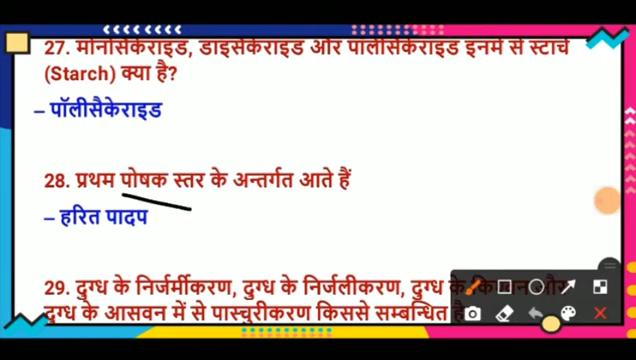 27. मोनोसैकेराइड, डाइसैकेराइड और पॉलीसैकेराइड इनमें से स्टार्च
(Starch) क्या है?
– पॉलीसैकेराइड
28. प्रथम पोषक स्तर के अन्तर्गत आते हैं
– हरित पादप
29. दुग्ध के निर्जर्मीकरण, दुग्ध के निर्जलीकरण, दुग्ध के
दुग्ध के आसवन में से पास्चुरीकरण किससे सम्बन्धित है